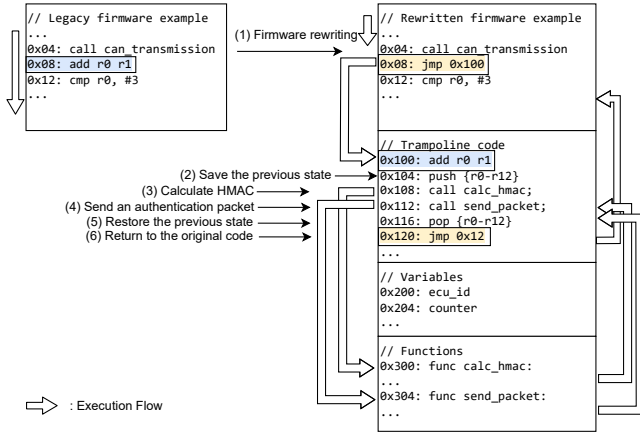 // Legacy firmware example
...
0x04: call can_transmission
0x08: add r0 r1
0x12: cmp r0, #3
...
(1) Firmware rewriting
// Rewritten firmware example
...
0x04: call can_transmission
0x08: jmp 0x100
0x12: cmp r0, #3
...
// Trampoline code
0x100: add r0 r1
(2) Save the previous state
0x104: push {r0-r12}
(3) Calculate HMAC
0x108: call calc_hmac;
(4) Send an authentication packet
0x112: call send_packet;
(5) Restore the previous state
0x116: pop {r0-r12}
(6) Return to the original code
0x120: jmp 0x12
...
// Variables
0x200: ecu_id
0x204: counter
...
// Functions
0x300: func calc_hmac:
...
0x304: func send_packet:
...
: Execution Flow